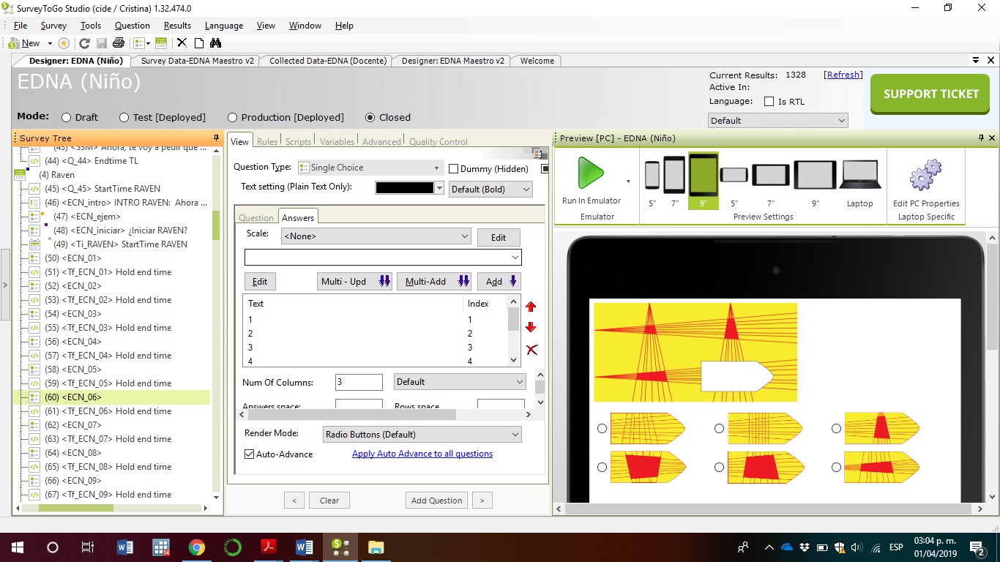 SurveyToGo Studio (cide / Cristina) 1.32.474.0
File Survey Tools Question Results Language View Window Help
New
Designer: EDNA (Niño) Survey Data-EDNA Maestro v2 Collected Data-EDNA (Docente) Designer: EDNA Maestro v2 Welcome
EDNA (Niño)
Current Results: 1328 [Refresh]
Active In:
Language: Is RTL
Default
SUPPORT TICKET
Mode: Draft Test [Deployed] Production [Deployed] Closed
Survey Tree
(43) <SSM> Ahora, te voy a pedir que ...
(44) <Q_44> Endtime TL
(4) Raven
(45) <Q_45> StartTime RAVEN
(46) <ECN_intro> INTRO RAVEN: Ahora ...
(47) <ECN_ejem>
(48) <ECN_iniciar> ¿Iniciar RAVEN?
(49) <Ti_RAVEN> StartTime RAVEN
(50) <ECN_01>
(51) <Tf_ECN_01> Hold end time
(52) <ECN_02>
(53) <Tf_ECN_02> Hold end time
(54) <ECN_03>
(55) <Tf_ECN_03> Hold end time
(56) <ECN_04>
(57) <Tf_ECN_04> Hold end time
(58) <ECN_05>
(59) <Tf_ECN_05> Hold end time
(60) <ECN_06>
(61) <Tf_ECN_06> Hold end time
(62) <ECN_07>
(63) <Tf_ECN_07> Hold end time
(64) <ECN_08>
(65) <Tf_ECN_08> Hold end time
(66) <ECN_09>
(67) <Tf_ECN_09> Hold end time
View Rules Scripts Variables Advanced Quality Control
Question Type: Single Choice Dummy (Hidden)
Text setting (Plain Text Only): Default (Bold)
Question Answers
Scale: <None> Edit
Edit Multi - Upd Multi-Add Add
Text Index
1 1
2 2
3 3
4 4
Num Of Columns: 3 Default
Answers space: Rows space
Render Mode: Radio Buttons (Default)
Auto-Advance Apply Auto Advance to all questions
< Clear Add Question >
Preview [PC] - EDNA (Niño)
Run In Emulator
Emulator
5" 7" 9" 5" 7" 9" Laptop
Preview Settings
Edit PC Properties
Laptop Specific
ESP
03:04 p. m.
01/04/2019
2